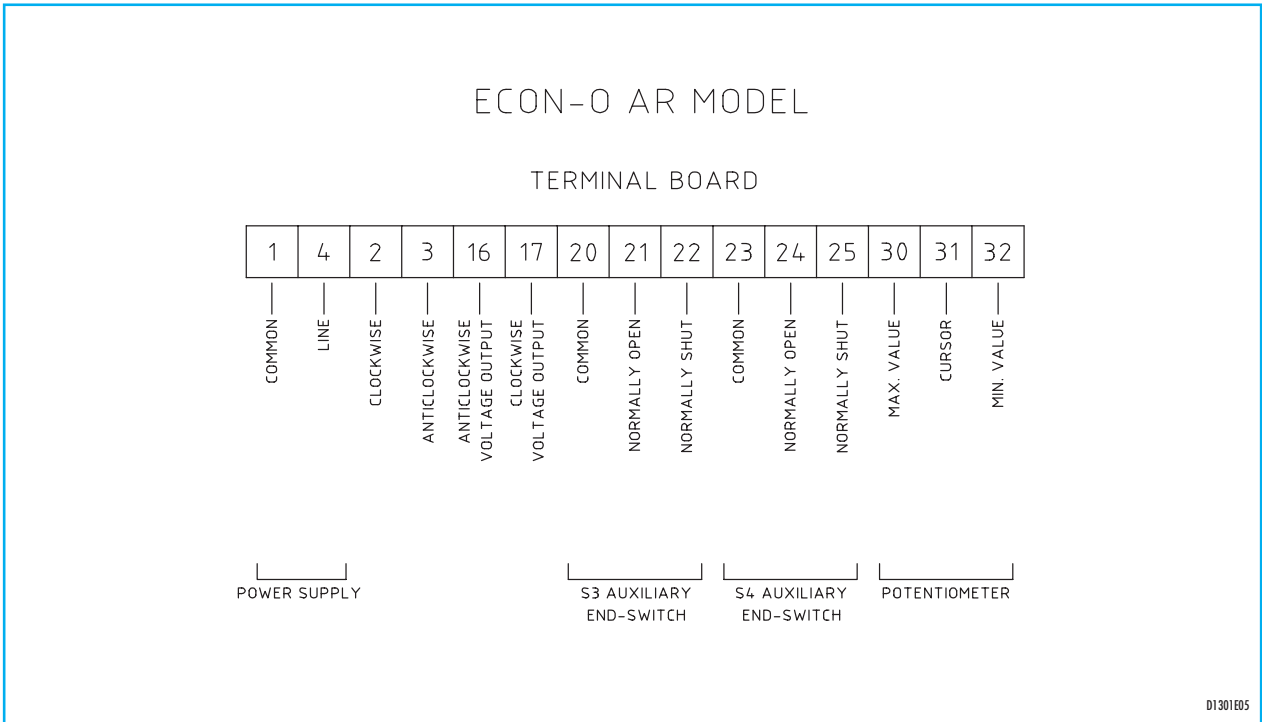 ECON-O AR MODEL
TERMINAL BOARD
1 4 2 3 16 17 20 21 22 23 24 25 30 31 32
COMMON
LINE
CLOCKWISE
ANTICLOCKWISE
ANTICLOCKWISE
VOLTAGE OUTPUT
CLOCKWISE
VOLTAGE OUTPUT
COMMON
NORMALLY OPEN
NORMALLY SHUT
COMMON
NORMALLY OPEN
NORMALLY SHUT
MAX. VALUE
CURSOR
MIN. VALUE
POWER SUPPLY
S3 AUXILIARY
END-SWITCH
S4 AUXILIARY
END-SWITCH
POTENTIOMETER
D1301E05